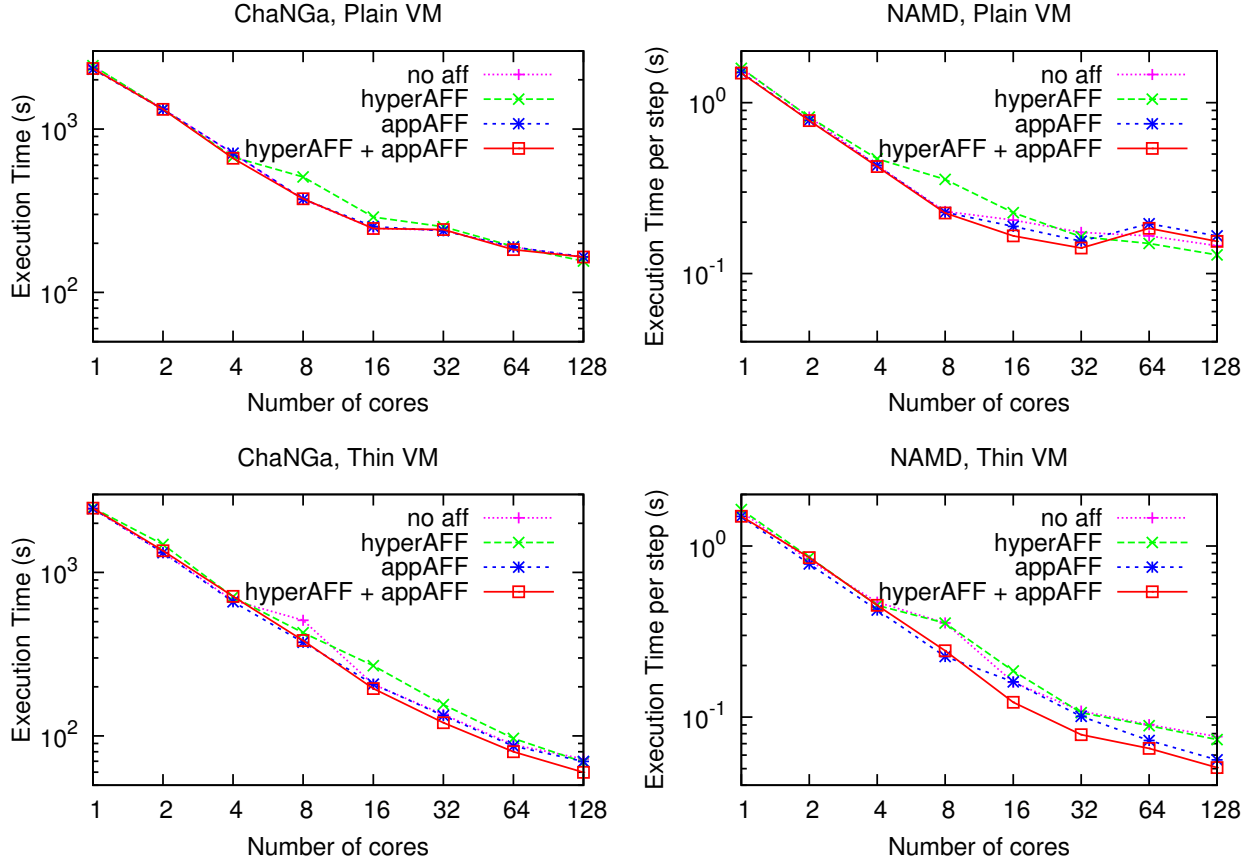 ChaNGa, Plain VM
no aff
hyperAFF
appAFF
hyperAFF + appAFF
Execution Time (s)
10^3
10^2
1 2 4 8 16 32 64 128
Number of cores
NAMD, Plain VM
no aff
hyperAFF
appAFF
hyperAFF + appAFF
Execution Time per step (s)
10^0
10^-1
1 2 4 8 16 32 64 128
Number of cores
ChaNGa, Thin VM
no aff
hyperAFF
appAFF
hyperAFF + appAFF
Execution Time (s)
10^3
10^2
1 2 4 8 16 32 64 128
Number of cores
NAMD, Thin VM
no aff
hyperAFF
appAFF
hyperAFF + appAFF
Execution Time per step (s)
10^0
10^-1
1 2 4 8 16 32 64 128
Number of cores